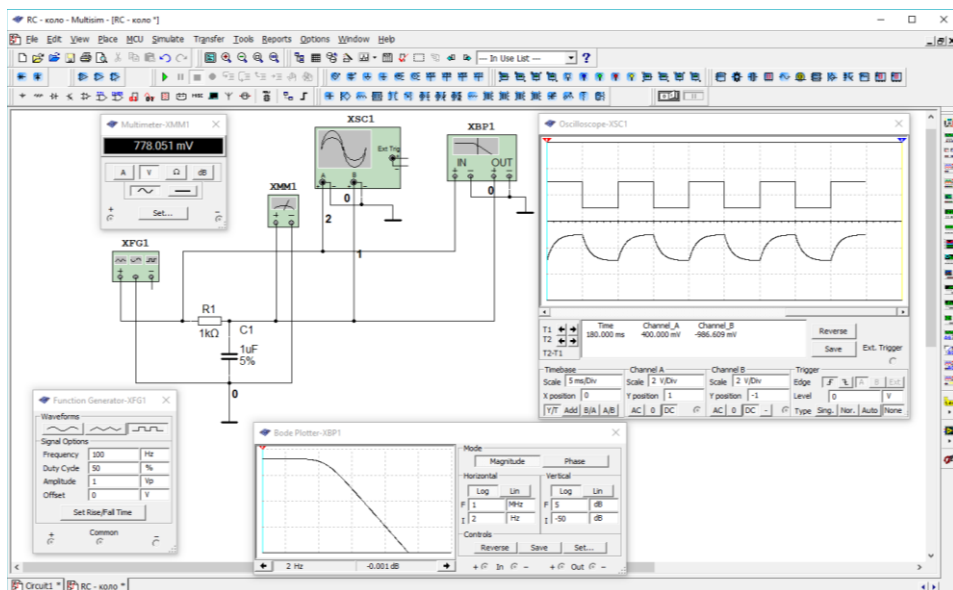 RC - коло - Multisim - [RC - коло *]
File Edit View Place MCU Simulate Transfer Tools Reports Options Window Help
--- In Use List ---
Multimeter-XMM1
778.051 mV
A V Ω dB
Set...
+ −
XSC1
Ext Trig
A B
XBP1
IN OUT
XMM1
XFG1
0
0
2
1
R1
1kΩ
C1
1uF
5%
0
Oscilloscope-XSC1
Time Channel_A Channel_B
T1 180.000 ms 400.000 mV -986.609 mV
T2
T2-T1
Reverse
Save
Ext. Trigger
Timebase
Scale 5 ms/Div
X position 0
Y/T Add B/A A/B
Channel A
Scale 2 V/Div
Y position 1
AC 0 DC
Channel B
Scale 2 V/Div
Y position -1
AC 0 DC -
Trigger
Edge A B Ext
Level 0 V
Type Sing. Nor. Auto None
Function Generator-XFG1
Waveforms
Signal Options
Frequency 100 Hz
Duty Cycle 50 %
Amplitude 1 Vp
Offset 0 V
Set Rise/Fall Time
+ Common −
Bode Plotter-XBP1
Mode
Magnitude Phase
Horizontal Vertical
Log Lin Log Lin
F 1 MHz F 5 dB
I 2 Hz I -50 dB
Controls
Reverse Save Set...
2 Hz -0.001 dB
+ In − + Out −
Circuit1 * RC - коло *